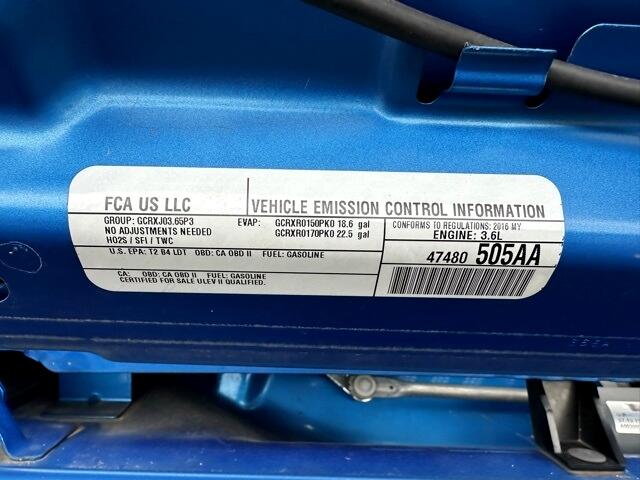 FCA US LLC
VEHICLE EMISSION CONTROL INFORMATION
GROUP: GCRXJ03.65P3
EVAP: GCRXR0150PK0 18.6 gal
NO ADJUSTMENTS NEEDED
GCRXR0170PK0 22.5 gal
HO2S / SFI / TWC
CONFORMS TO REGULATIONS: 2016 MY
ENGINE: 3.6L
U.S. EPA: T2 B4 LDT OBD: CA OBD II FUEL: GASOLINE
47480 505AA
CA: OBD: CA OBD II FUEL: GASOLINE
CERTIFIED FOR SALE ULEV II QUALIFIED.